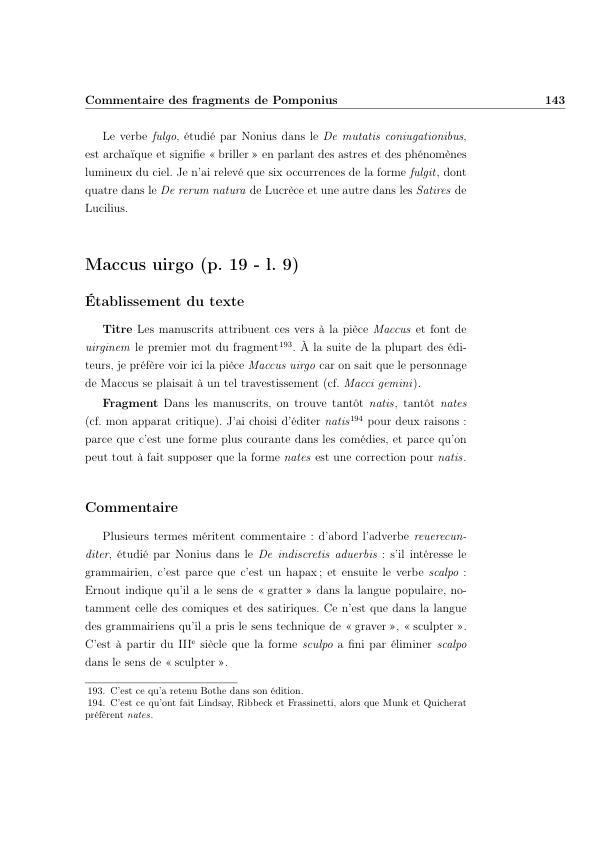 Commentaire des fragments de Pomponius 143
Le verbe fulgo, étudié par Nonius dans le De mutatis coniugationibus,
est archaïque et signifie « briller » en parlant des astres et des phénomènes
lumineux du ciel. Je n'ai relevé que six occurrences de la forme fulgit, dont
quatre dans le De rerum natura de Lucrèce et une autre dans les Satires de
Lucilius.
Maccus uirgo (p. 19 - l. 9)
Établissement du texte
Titre Les manuscrits attribuent ces vers à la pièce Maccus et font de
uirginem le premier mot du fragment¹⁹³. À la suite de la plupart des édi-
teurs, je préfère voir ici la pièce Maccus uirgo car on sait que le personnage
de Maccus se plaisait à un tel travestissement (cf. Macci gemini).
Fragment Dans les manuscrits, on trouve tantôt natis, tantôt nates
(cf. mon apparat critique). J'ai choisi d'éditer natis¹⁹⁴ pour deux raisons :
parce que c'est une forme plus courante dans les comédies, et parce qu'on
peut tout à fait supposer que la forme nates est une correction pour natis.
Commentaire
Plusieurs termes méritent commentaire : d'abord l'adverbe reuerecun-
diter, étudié par Nonius dans le De indiscretis aduerbis : s'il intéresse le
grammairien, c'est parce que c'est un hapax ; et ensuite le verbe scalpo :
Ernout indique qu'il a le sens de « gratter » dans la langue populaire, no-
tamment celle des comiques et des satiriques. Ce n'est que dans la langue
des grammairiens qu'il a pris le sens technique de « graver », « sculpter ».
C'est à partir du IIIᵉ siècle que la forme sculpo a fini par éliminer scalpo
dans le sens de « sculpter ».
193. C'est ce qu'a retenu Bothe dans son édition.
194. C'est ce qu'ont fait Lindsay, Ribbeck et Frassinetti, alors que Munk et Quicherat
préfèrent nates.